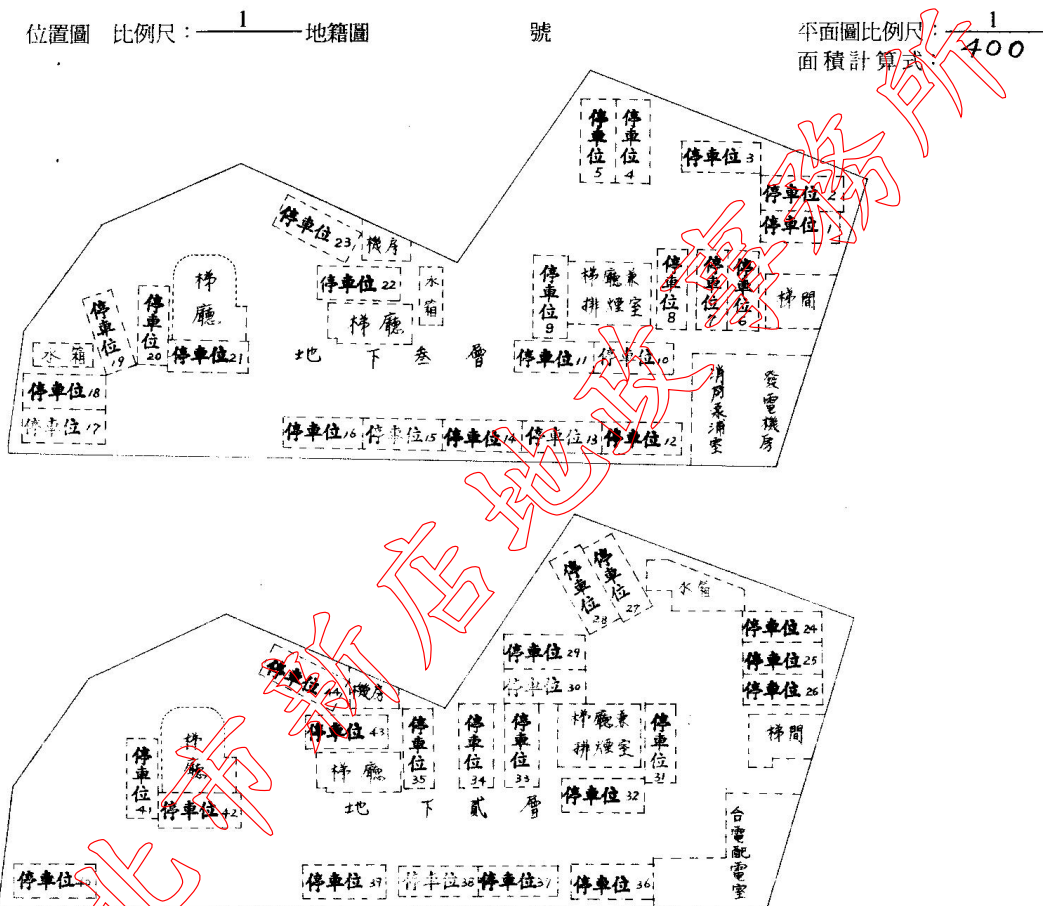 位置圖 比例尺：1 地籍圖 號 平面圖比例尺：1
面積計算式： 400
停車位5
停車位4
停車位3
停車位2
停車位1
停車位23
機房
停車位22
水箱
梯廳
梯廳
停車位9
梯廳兼
排煙室
停車位8
停車位7
停車位6
梯間
停車位19
停車位20
停車位21
水箱
地下叁層
停車位11
停車位10
停車位18
停車位17
停車位16
停車位15
停車位14
停車位13
停車位12
發電機房
停車位28
停車位27
水箱
停車位24
停車位25
停車位26
停車位29
停車位30
停車位44
機房
停車位43
梯廳
梯廳
停車位35
停車位34
停車位33
梯廳兼
排煙室
停車位31
梯間
停車位41
停車位42
地下貳層
停車位32
台電配電室
停車位
停車位
停車位38
停車位37
停車位36
北市新店地政事務所